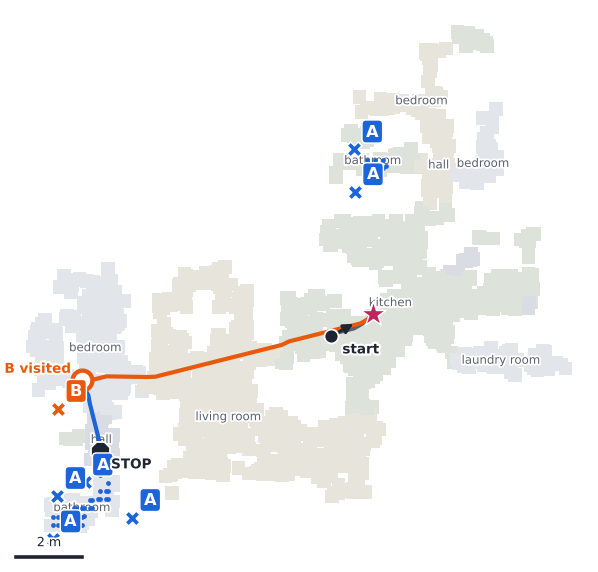 bedroom
A
bathroom
hall
bedroom
A
kitchen
start
bedroom
laundry room
B visited
B
living room
hall
A
STOP
A
A
bathroom
A
2 m